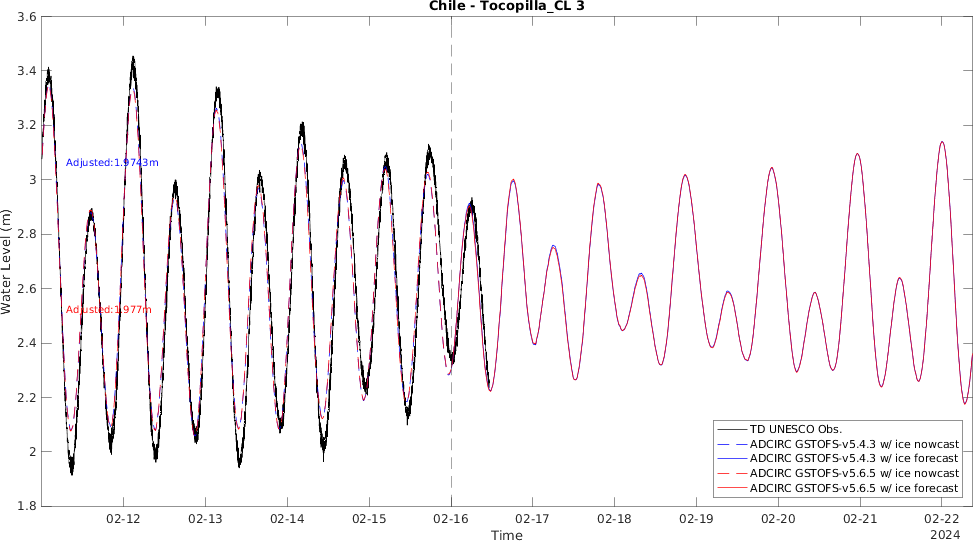 Chile - Tocopilla_CL 3
3.6
3.4
3.2
3
2.8
2.6
2.4
2.2
2
1.8
Water Level (m)
Adjusted:1.9743m
Adjusted:1.977m
TD UNESCO Obs.
ADCIRC GSTOFS-v5.4.3 w/ ice nowcast
ADCIRC GSTOFS-v5.4.3 w/ ice forecast
ADCIRC GSTOFS-v5.6.5 w/ ice nowcast
ADCIRC GSTOFS-v5.6.5 w/ ice forecast
02-12 02-13 02-14 02-15 02-16 02-17 02-18 02-19 02-20 02-21 02-22
Time
2024